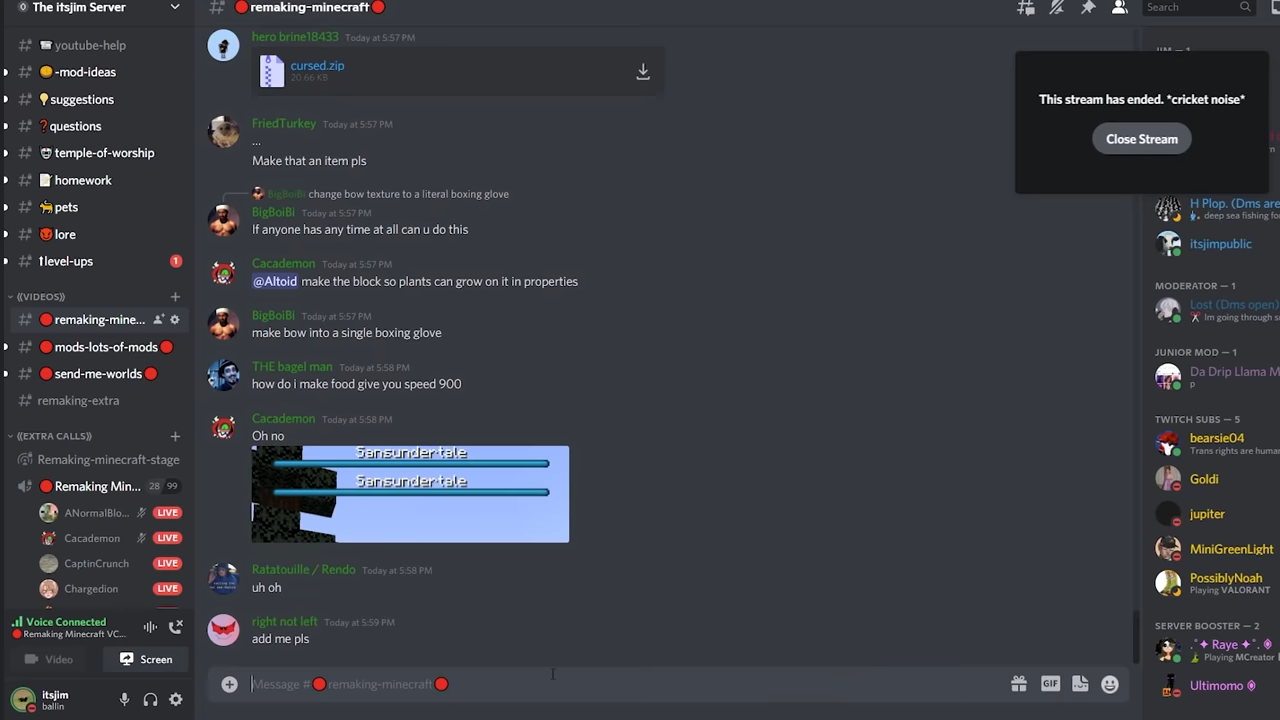 The itsjim Server
remaking-minecraft
Search
youtube-help
-mod-ideas
suggestions
questions
temple-of-worship
homework
pets
lore
level-ups
1
((VIDEOS))
remaking-mine...
mods-lots-of-mods
send-me-worlds
remaking-extra
((EXTRA CALLS))
Remaking-minecraft-stage
Remaking Min...
28 99
ANormalBlo...
LIVE
Cacademon
LIVE
CaptinCrunch
LIVE
Chargedion
LIVE
Voice Connected
Remaking Minecraft VC...
Video
Screen
itsjim
ballin
hero brine18433 Today at 5:57 PM
cursed.zip
20.66 KB
FriedTurkey Today at 5:57 PM
...
Make that an item pls
BigBoiBi change bow texture to a literal boxing glove
BigBoiBi Today at 5:57 PM
If anyone has any time at all can u do this
Cacademon Today at 5:57 PM
@Altoid make the block so plants can grow on it in properties
BigBoiBi Today at 5:57 PM
make bow into a single boxing glove
THE bagel man Today at 5:58 PM
how do i make food give you speed 900
Cacademon Today at 5:58 PM
Oh no
Sansundertale
Sansundertale
Ratatouille / Rendo Today at 5:58 PM
uh oh
right not left Today at 5:59 PM
add me pls
Message # remaking-minecraft
GIF
This stream has ended. *cricket noise*
Close Stream
H Plop. (Dms are
deep sea fishing fo
itsjimpublic
MODERATOR — 1
Lost (Dms open)
Im going through s
JUNIOR MOD — 1
Da Drip Llama M
p
TWITCH SUBS — 5
bearsie04
Trans rights are human
Goldi
jupiter
MiniGreenLight
PossiblyNoah
Playing VALORANT
SERVER BOOSTER — 2
Raye
Playing MCreator
Ultimomo